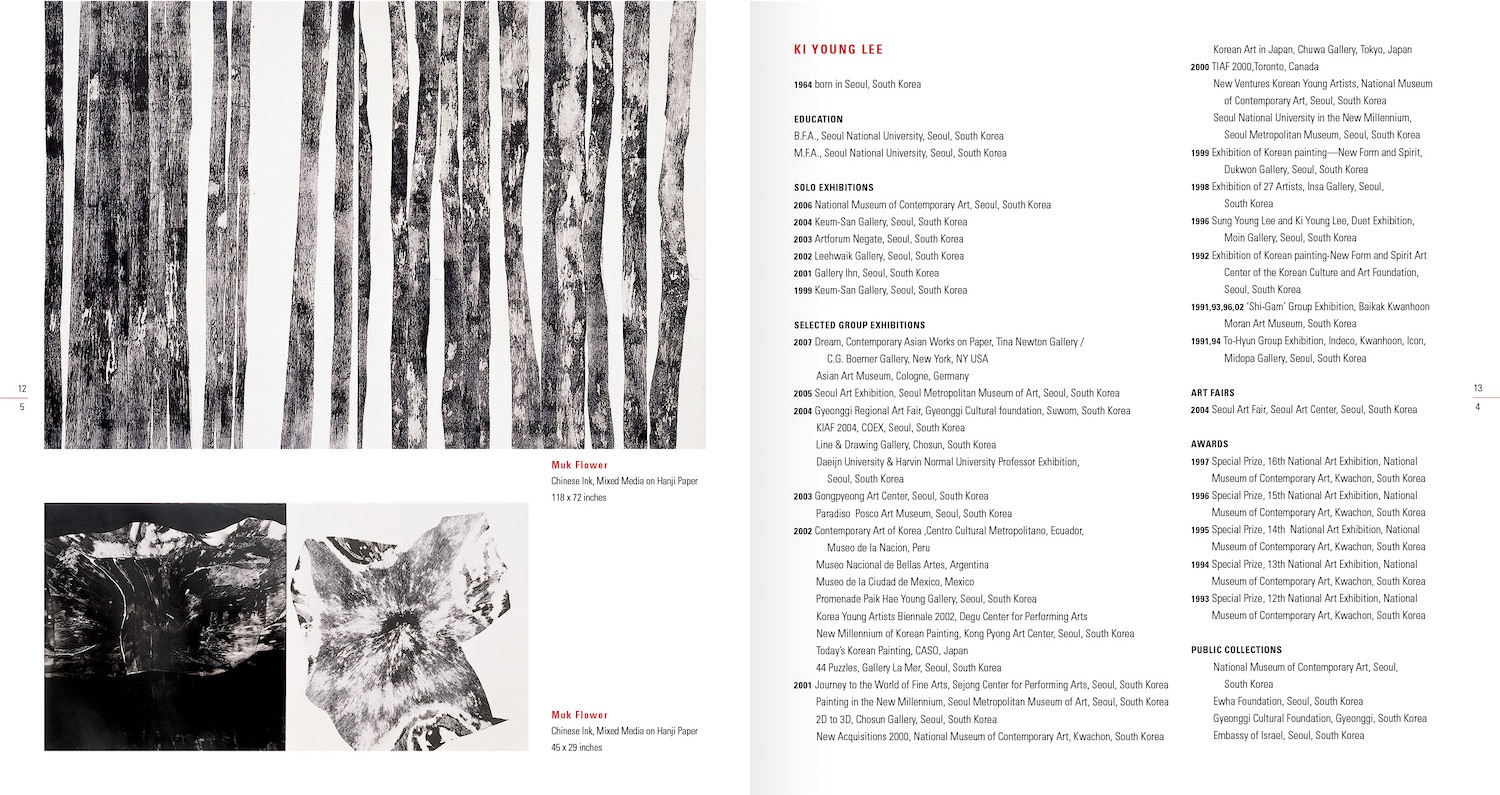 12
5
Muk Flower
Chinese Ink, Mixed Media on Hanji Paper
118 x 72 inches
Muk Flower
Chinese Ink, Mixed Media on Hanji Paper
45 x 29 inches
KI YOUNG LEE
1964 born in Seoul, South Korea
EDUCATION
B.F.A., Seoul National University, Seoul, South Korea
M.F.A., Seoul National University, Seoul, South Korea
SOLO EXHIBITIONS
2006 National Museum of Contemporary Art, Seoul, South Korea
2004 Keum-San Gallery, Seoul, South Korea
2003 Artforum Negate, Seoul, South Korea
2002 Leehwaik Gallery, Seoul, South Korea
2001 Gallery Ihn, Seoul, South Korea
1999 Keum-San Gallery, Seoul, South Korea
SELECTED GROUP EXHIBITIONS
2007 Dream, Contemporary Asian Works on Paper, Tina Newton Gallery /
C.G. Boerner Gallery, New York, NY USA
Asian Art Museum, Cologne, Germany
2005 Seoul Art Exhibition, Seoul Metropolitan Museum of Art, Seoul, South Korea
2004 Gyeonggi Regional Art Fair, Gyeonggi Cultural foundation, Suwom, South Korea
KIAF 2004, COEX, Seoul, South Korea
Line & Drawing Gallery, Chosun, South Korea
Daeijn University & Harvin Normal University Professor Exhibition,
Seoul, South Korea
2003 Gongpyeong Art Center, Seoul, South Korea
Paradiso Posco Art Museum, Seoul, South Korea
2002 Contemporary Art of Korea ,Centro Cultural Metropolitano, Ecuador,
Museo de la Nacion, Peru
Museo Nacional de Bellas Artes, Argentina
Museo de la Ciudad de Mexico, Mexico
Promenade Paik Hae Young Gallery, Seoul, South Korea
Korea Young Artists Biennale 2002, Degu Center for Performing Arts
New Millennium of Korean Painting, Kong Pyong Art Center, Seoul, South Korea
Today's Korean Painting, CASO, Japan
44 Puzzles, Gallery La Mer, Seoul, South Korea
2001 Journey to the World of Fine Arts, Sejong Center for Performing Arts, Seoul, South Korea
Painting in the New Millennium, Seoul Metropolitan Museum of Art, Seoul, South Korea
2D to 3D, Chosun Gallery, Seoul, South Korea
New Acquisitions 2000, National Museum of Contemporary Art, Kwachon, South Korea
Korean Art in Japan, Chuwa Gallery, Tokyo, Japan
2000 TIAF 2000,Toronto, Canada
New Ventures Korean Young Artists, National Museum
of Contemporary Art, Seoul, South Korea
Seoul National University in the New Millennium,
Seoul Metropolitan Museum, Seoul, South Korea
1999 Exhibition of Korean painting—New Form and Spirit,
Dukwon Gallery, Seoul, South Korea
1998 Exhibition of 27 Artists, Insa Gallery, Seoul,
South Korea
1996 Sung Young Lee and Ki Young Lee, Duet Exhibition,
Moin Gallery, Seoul, South Korea
1992 Exhibition of Korean painting-New Form and Spirit Art
Center of the Korean Culture and Art Foundation,
Seoul, South Korea
1991,93,96,02 'Shi-Gam' Group Exhibition, Baikak Kwanhoon
Moran Art Museum, South Korea
1991,94 To-Hyun Group Exhibition, Indeco, Kwanhoon, Icon,
Midopa Gallery, Seoul, South Korea
ART FAIRS
2004 Seoul Art Fair, Seoul Art Center, Seoul, South Korea
AWARDS
1997 Special Prize, 16th National Art Exhibition, National
Museum of Contemporary Art, Kwachon, South Korea
1996 Special Prize, 15th National Art Exhibition, National
Museum of Contemporary Art, Kwachon, South Korea
1995 Special Prize, 14th National Art Exhibition, National
Museum of Contemporary Art, Kwachon, South Korea
1994 Special Prize, 13th National Art Exhibition, National
Museum of Contemporary Art, Kwachon, South Korea
1993 Special Prize, 12th National Art Exhibition, National
Museum of Contemporary Art, Kwachon, South Korea
PUBLIC COLLECTIONS
National Museum of Contemporary Art, Seoul,
South Korea
Ewha Foundation, Seoul, South Korea
Gyeonggi Cultural Foundation, Gyeonggi, South Korea
Embassy of Israel, Seoul, South Korea
13
4